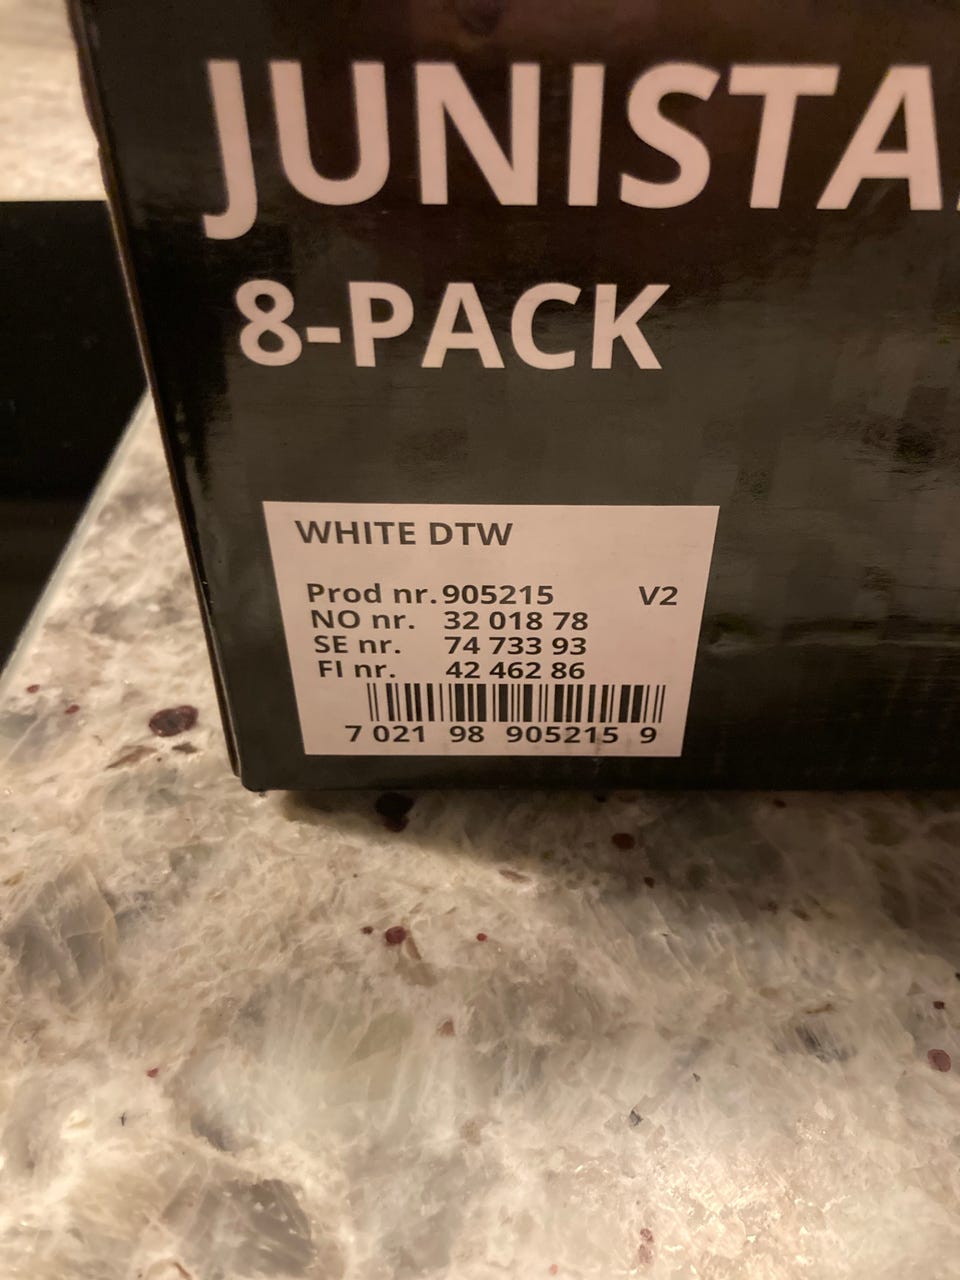 JUNISTA
8-PACK
WHITE DTW
Prod nr. 905215 V2
NO nr. 32 018 78
SE nr. 74 733 93
FI nr. 42 462 86
7 021 98 905215 9